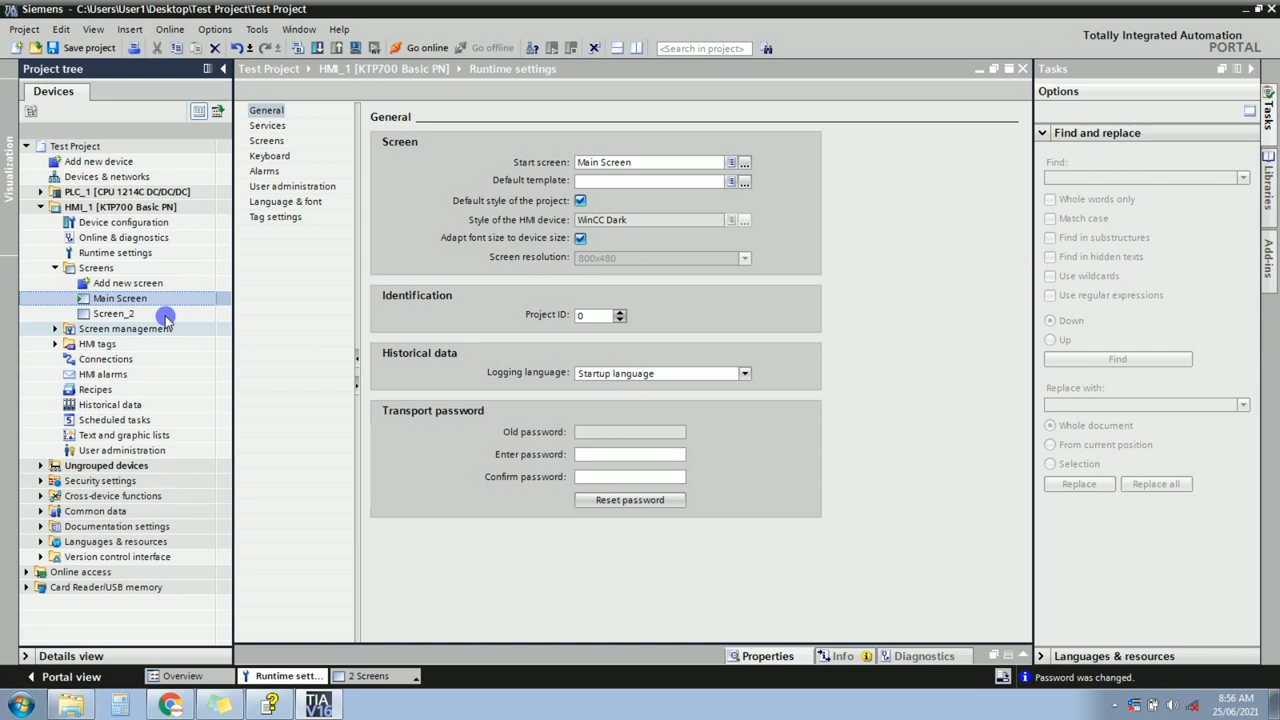 Siemens - C:\Users\User1\Desktop\Test Project\Test Project
Project Edit View Insert Online Options Tools Window Help
Totally Integrated Automation
PORTAL
Save project Go online Go offline <Search in project>
Project tree
Devices
Test Project
Add new device
Devices & networks
PLC_1 [CPU 1214C DC/DC/DC]
HMI_1 [KTP700 Basic PN]
Device configuration
Online & diagnostics
Runtime settings
Screens
Add new screen
Main Screen
Screen_2
Screen management
HMI tags
Connections
HMI alarms
Recipes
Historical data
Scheduled tasks
Text and graphic lists
User administration
Ungrouped devices
Security settings
Cross-device functions
Common data
Documentation settings
Languages & resources
Version control interface
Online access
Card Reader/USB memory
Details view
Visualization
Test Project HMI_1 [KTP700 Basic PN] Runtime settings
General
Services
Screens
Keyboard
Alarms
User administration
Language & font
Tag settings
General
Screen
Start screen: Main Screen
Default template:
Default style of the project:
Style of the HMI device: WinCC Dark
Adapt font size to device size:
Screen resolution: 800x480
Identification
Project ID: 0
Historical data
Logging language: Startup language
Transport password
Old password:
Enter password:
Confirm password:
Reset password
Properties Info Diagnostics
Tasks
Options
Find and replace
Find:
Whole words only
Match case
Find in substructures
Find in hidden texts
Use wildcards
Use regular expressions
Down
Up
Find
Replace with:
Whole document
From current position
Selection
Replace Replace all
Languages & resources
Tasks
Libraries
Add-ins
Portal view Overview Runtime sett... 2 Screens Password was changed.
TIA
V16
8:56 AM
25/06/2021